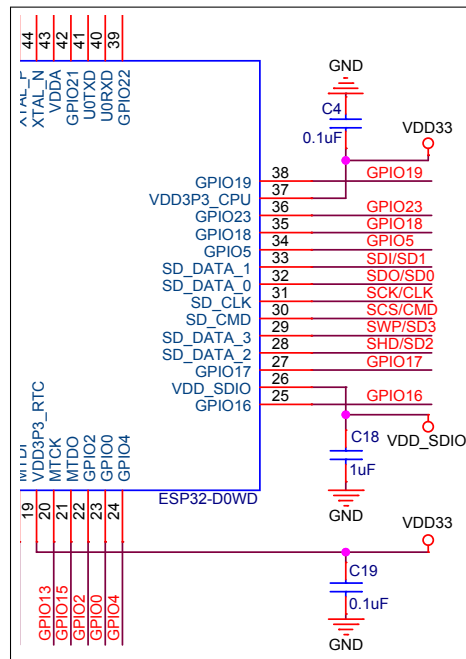 44
43
42
41
40
39
XTAL_P
XTAL_N
VDDA
GPIO21
U0TXD
U0RXD
GPIO22
GND
C4
0.1uF
VDD33
GPIO19
38
GPIO19
VDD3P3_CPU
37
GPIO23
36
GPIO23
GPIO18
35
GPIO18
GPIO5
34
GPIO5
SD_DATA_1
33
SDI/SD1
SD_DATA_0
32
SDO/SD0
SD_CLK
31
SCK/CLK
SD_CMD
30
SCS/CMD
SD_DATA_3
29
SWP/SD3
SD_DATA_2
28
SHD/SD2
GPIO17
27
GPIO17
VDD_SDIO
26
GPIO16
25
GPIO16
VDD_SDIO
C18
1uF
GND
MTDI
VDD3P3_RTC
MTCK
MTDO
GPIO2
GPIO0
GPIO4
ESP32-D0WD
19
20
21
22
23
24
VDD33
GPIO13
GPIO15
GPIO2
GPIO0
GPIO4
C19
0.1uF
GND